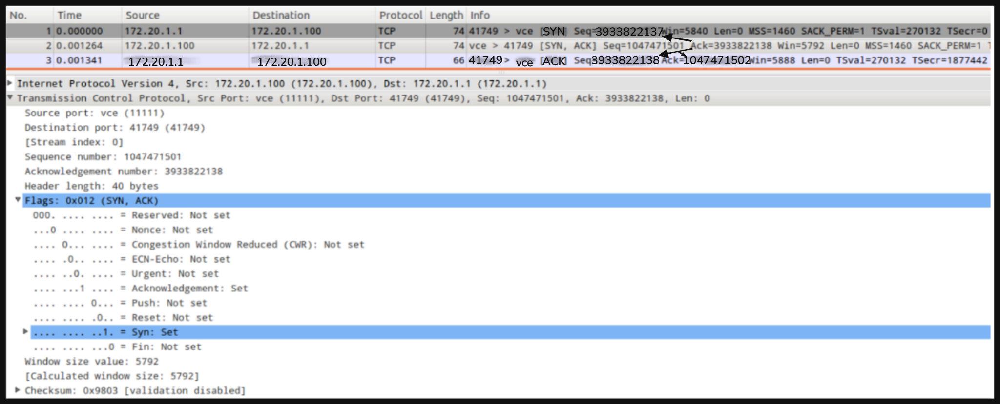 No. Time Source Destination Protocol Length Info
1 0.000000 172.20.1.1 172.20.1.100 TCP 74 41749 > vce [SYN] Seq=3933822137 Win=5840 Len=0 MSS=1460 SACK_PERM=1 TSval=270132 TSecr=0
2 0.001264 172.20.1.100 172.20.1.1 TCP 74 vce > 41749 [SYN, ACK] Seq=1047471501 Ack=3933822138 Win=5792 Len=0 MSS=1460 SACK_PERM=1 T
3 0.001341 172.20.1.1 172.20.1.100 TCP 66 41749 > vce [ACK] Seq=3933822138 Ack=1047471502 Win=5888 Len=0 TSval=270132 TSecr=1877442
Internet Protocol Version 4, Src: 172.20.1.100 (172.20.1.100), Dst: 172.20.1.1 (172.20.1.1)
Transmission Control Protocol, Src Port: vce (11111), Dst Port: 41749 (41749), Seq: 1047471501, Ack: 3933822138, Len: 0
Source port: vce (11111)
Destination port: 41749 (41749)
[Stream index: 0]
Sequence number: 1047471501
Acknowledgement number: 3933822138
Header length: 40 bytes
Flags: 0x012 (SYN, ACK)
000. .... .... = Reserved: Not set
...0 .... .... = Nonce: Not set
.... 0... .... = Congestion Window Reduced (CWR): Not set
.... .0.. .... = ECN-Echo: Not set
.... ..0. .... = Urgent: Not set
.... ...1 .... = Acknowledgement: Set
.... .... 0... = Push: Not set
.... .... .0.. = Reset: Not set
.... .... ..1. = Syn: Set
.... .... ...0 = Fin: Not set
Window size value: 5792
[Calculated window size: 5792]
Checksum: 0x9803 [validation disabled]